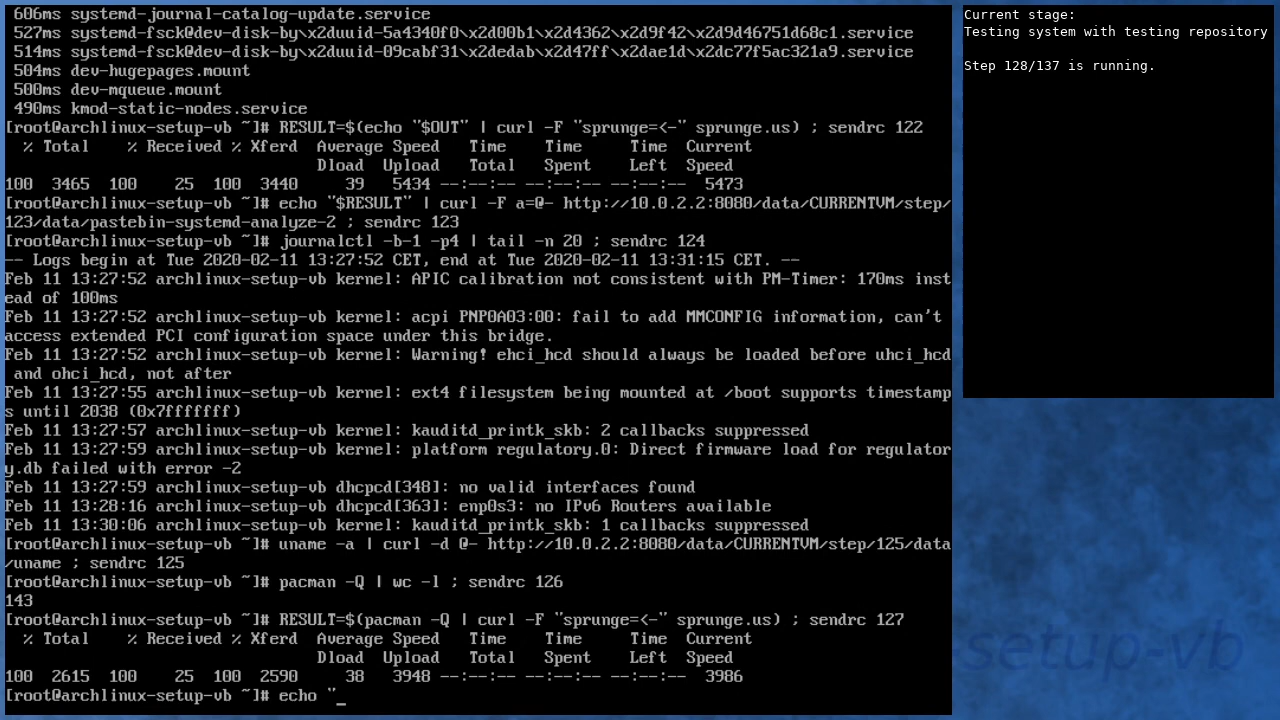 606ms systemd-journal-catalog-update.service
 527ms systemd-fsck@dev-disk-by\x2duuid-5a4340f0\x2d00b1\x2d4362\x2d9f42\x2d9d46751d68c1.service
 514ms systemd-fsck@dev-disk-by\x2duuid-09cabf31\x2dedab\x2d47ff\x2dae1d\x2dc77f5ac321a9.service
 504ms dev-hugepages.mount
 500ms dev-mqueue.mount
 490ms kmod-static-nodes.service
[root@archlinux-setup-vb ~]# RESULT=$(echo "$OUT" | curl -F "sprunge=<-" sprunge.us) ; sendrc 122
  % Total    % Received % Xferd  Average Speed   Time    Time     Time  Current
                                 Dload  Upload   Total   Spent    Left  Speed
100  3465  100    25  100  3440     39   5434 --:--:-- --:--:-- --:--:--  5473
[root@archlinux-setup-vb ~]# echo "$RESULT" | curl -F a=@- http://10.0.2.2:8080/data/CURRENTVM/step/
123/data/pastebin-systemd-analyze-2 ; sendrc 123
[root@archlinux-setup-vb ~]# journalctl -b-1 -p4 | tail -n 20 ; sendrc 124
-- Logs begin at Tue 2020-02-11 13:27:52 CET, end at Tue 2020-02-11 13:31:15 CET. --
Feb 11 13:27:52 archlinux-setup-vb kernel: APIC calibration not consistent with PM-Timer: 170ms inst
ead of 100ms
Feb 11 13:27:52 archlinux-setup-vb kernel: acpi PNP0A03:00: fail to add MMCONFIG information, can't
access extended PCI configuration space under this bridge.
Feb 11 13:27:52 archlinux-setup-vb kernel: Warning! ehci_hcd should always be loaded before uhci_hcd
 and ohci_hcd, not after
Feb 11 13:27:55 archlinux-setup-vb kernel: ext4 filesystem being mounted at /boot supports timestamp
s until 2038 (0x7fffffff)
Feb 11 13:27:57 archlinux-setup-vb kernel: kauditd_printk_skb: 2 callbacks suppressed
Feb 11 13:27:59 archlinux-setup-vb kernel: platform regulatory.0: Direct firmware load for regulator
y.db failed with error -2
Feb 11 13:27:59 archlinux-setup-vb dhcpcd[348]: no valid interfaces found
Feb 11 13:28:16 archlinux-setup-vb dhcpcd[363]: enp0s3: no IPv6 Routers available
Feb 11 13:30:06 archlinux-setup-vb kernel: kauditd_printk_skb: 1 callbacks suppressed
[root@archlinux-setup-vb ~]# uname -a | curl -d @- http://10.0.2.2:8080/data/CURRENTVM/step/125/data
/uname ; sendrc 125
[root@archlinux-setup-vb ~]# pacman -Q | wc -l ; sendrc 126
143
[root@archlinux-setup-vb ~]# RESULT=$(pacman -Q | curl -F "sprunge=<-" sprunge.us) ; sendrc 127
  % Total    % Received % Xferd  Average Speed   Time    Time     Time  Current
                                 Dload  Upload   Total   Spent    Left  Speed
100  2615  100    25  100  2590     38   3948 --:--:-- --:--:-- --:--:--  3986
[root@archlinux-setup-vb ~]# echo "_
Current stage:
Testing system with testing repository
Step 128/137 is running.
-setup-vb